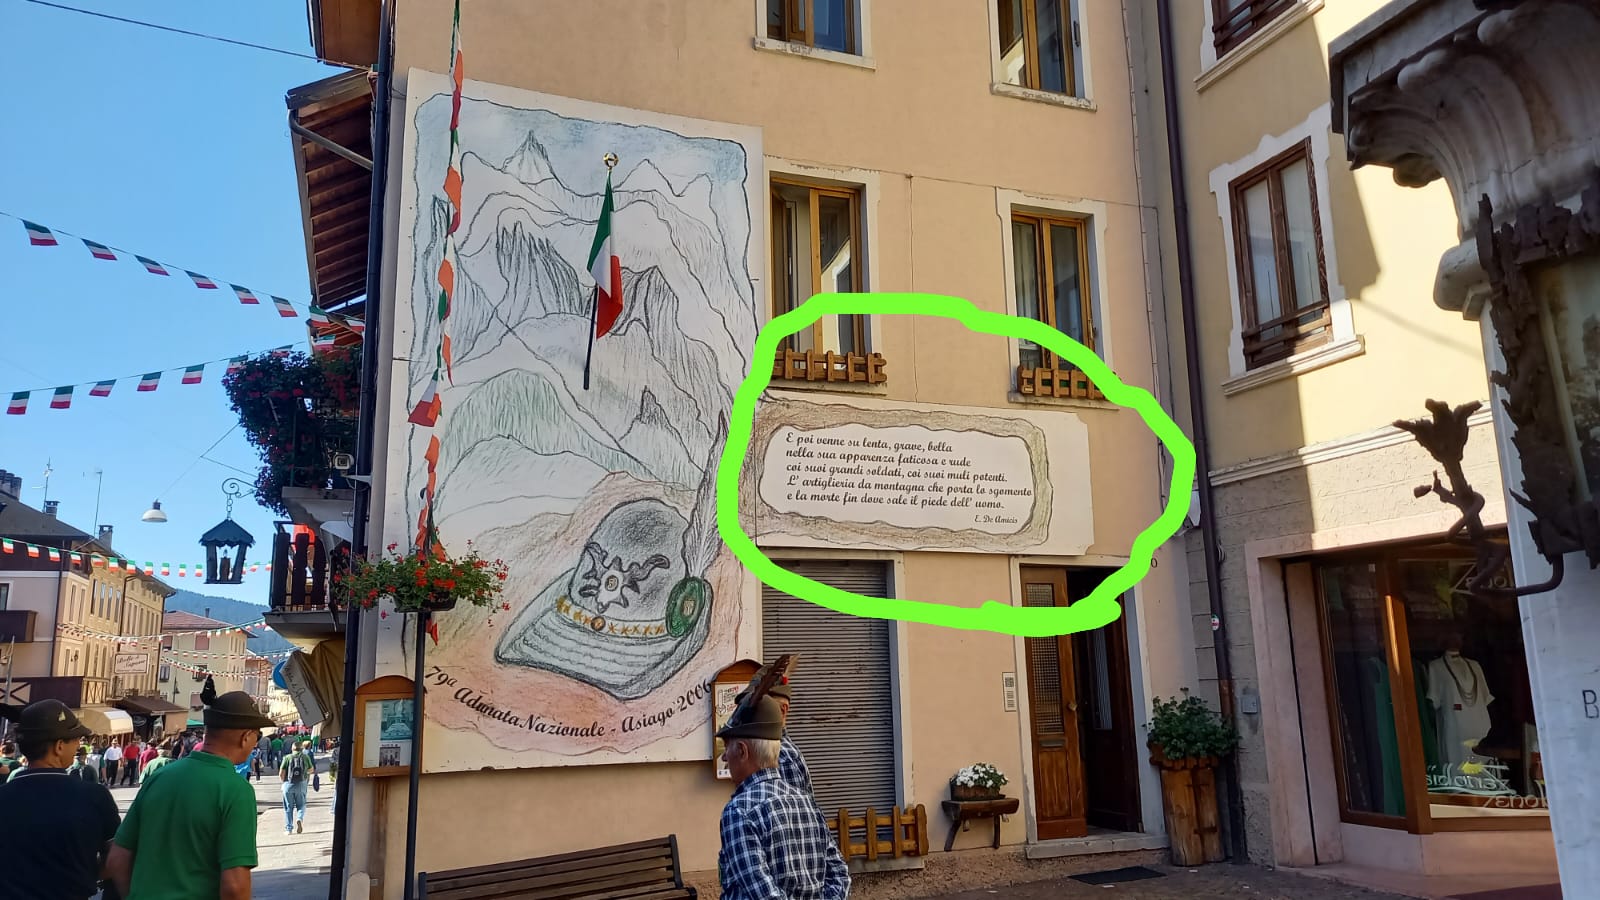 E poi venne su lenta, grave, bella
nella sua apparenza faticosa e rude
coi suoi grandi soldati, coi suoi muli potenti.
L' artiglieria da montagna che porta lo sgomento
e la morte fin dove sale il piede dell' uomo.
E. De Amicis
79a Adunata Nazionale - Asiago 2006